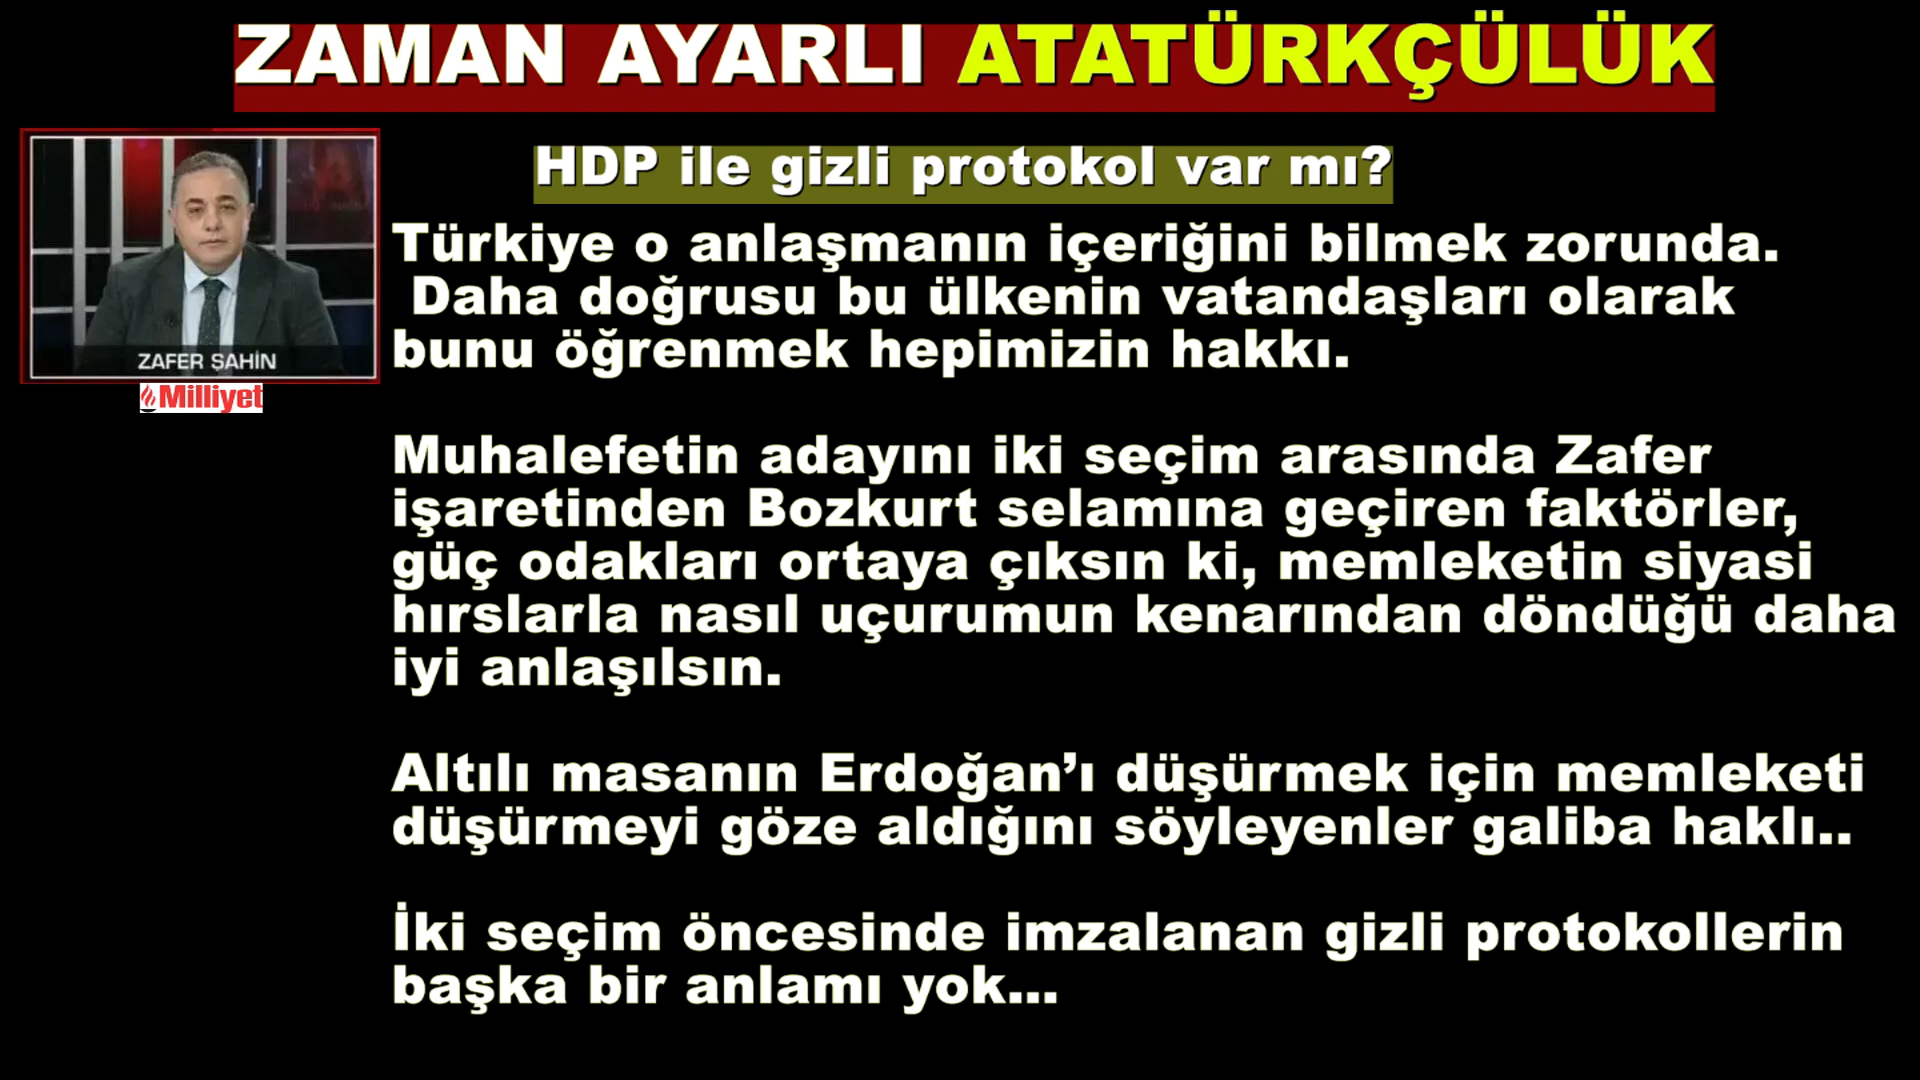 ZAMAN AYARLI ATATÜRKÇÜLÜK
HDP ile gizli protokol var mı?
Türkiye o anlaşmanın içeriğini bilmek zorunda.
Daha doğrusu bu ülkenin vatandaşları olarak
bunu öğrenmek hepimizin hakkı.
ZAFER ŞAHİN
Milliyet
Muhalefetin adayını iki seçim arasında Zafer
işaretinden Bozkurt selamına geçiren faktörler,
güç odakları ortaya çıksın ki, memleketin siyasi
hırslarla nasıl uçurumun kenarından döndüğü daha
iyi anlaşılsın.
Altılı masanın Erdoğan’ı düşürmek için memleketi
düşürmeyi göze aldığını söyleyenler galiba haklı..
İki seçim öncesinde imzalanan gizli protokollerin
başka bir anlamı yok...